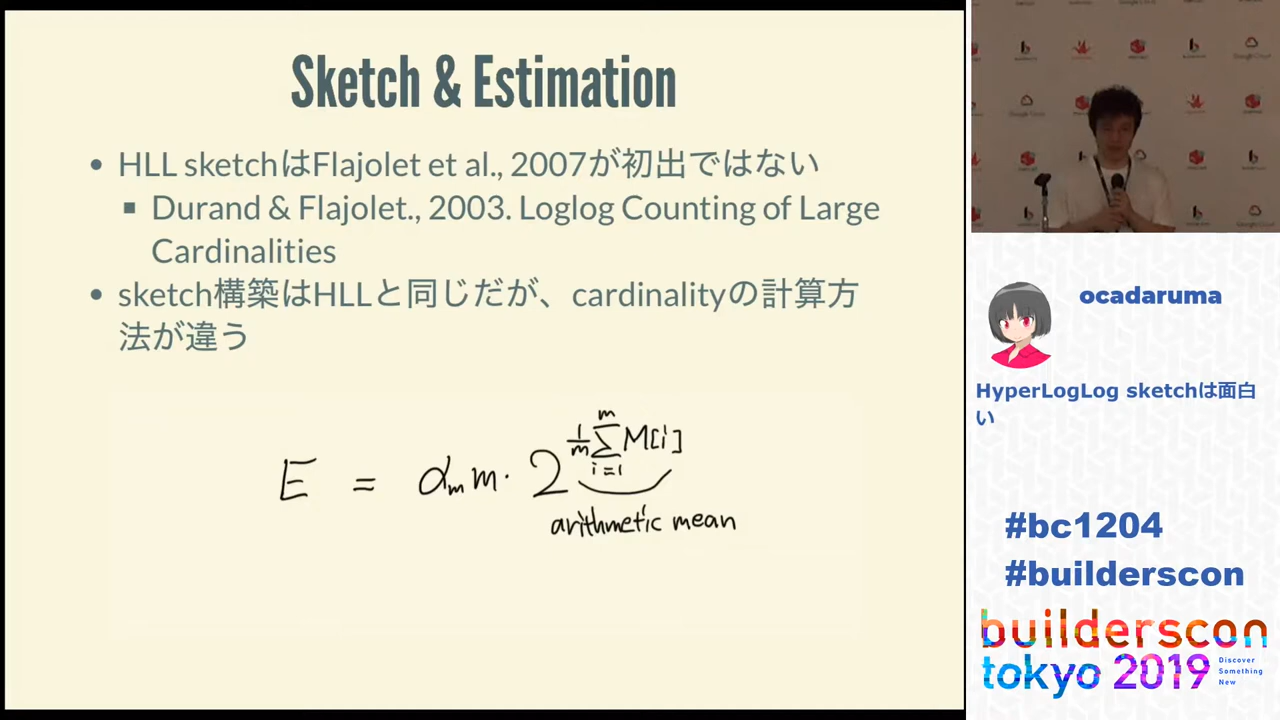 Sketch & Estimation
HLL sketchはFlajolet et al., 2007が初出ではない
Durand & Flajolet., 2003. Loglog Counting of Large
Cardinalities
sketch構築はHLLと同じだが、cardinalityの計算方
法が違う
E = αₘ m · 2^{1/m ∑_{i=1}^{m} M[i]}
arithmetic mean
ocadaruma
HyperLogLog sketchは面白
い
#bc1204
#builderscon
builderscon
tokyo 2019
Discover
Something
New